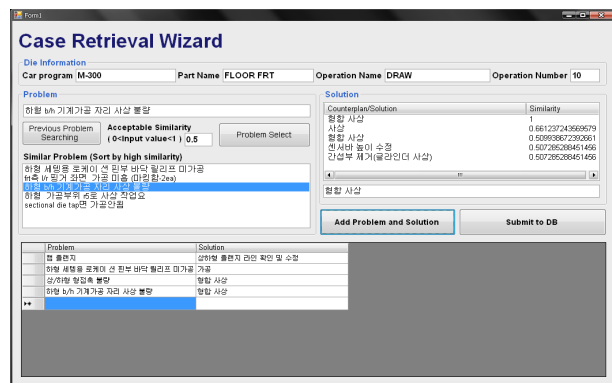 Form1
Case Retrieval Wizard
Die Information
Car program M-300 Part Name FLOOR FRT Operation Name DRAW Operation Number 10
Problem
하형 b/h 기계가공 자리 사상 불량
Previous Problem Searching
Acceptable Similarity
( 0<Input value<1 ) 0.5
Problem Select
Similar Problem (Sort by high similarity)
하형 세팅용 로케이 션 핀부 바닥 릴리프 미가공
하형 b/h 기계가공 자리 사상 불량
하형 가공부위 r5로 사상 작업요
sectional die tap면 가공안됨
Solution
Counterplan/Solution Similarity
형합 사상 1
사상 0.661237243569579
형합 사상 0.509938672392661
센서바 높이 수정 0.507285288451456
간섭부 제거(글라인더 사상) 0.507285288451456
형합 사상
Add Problem and Solution
Submit to DB
Problem Solution
캠 플랜지 상하형 플랜지 라인 확인 및 수정
하형 세팅용 로케이 션 핀부 바닥 릴리프 미가공 가공
상/하형 형접촉 불량 형합 사상
하형 b/h 기계가공 자리 사상 불량 형합 사상